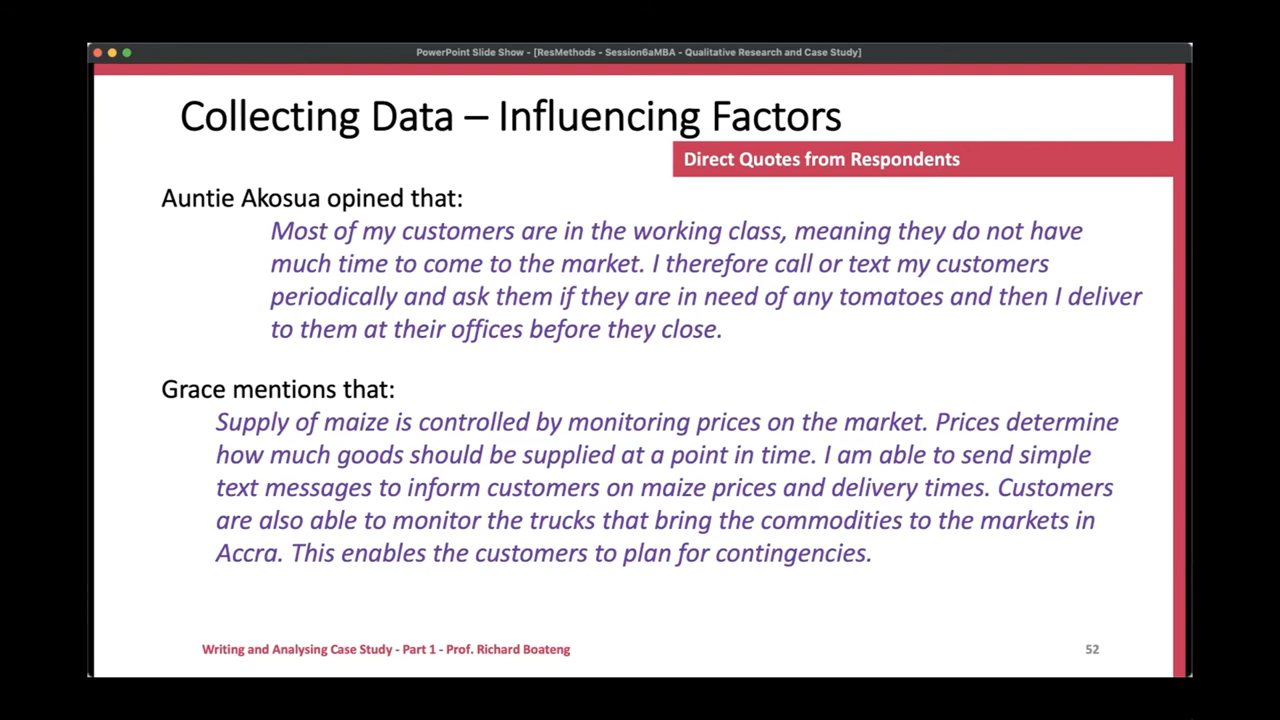 PowerPoint Slide Show - [ResMethods - Session6aMBA - Qualitative Research and Case Study]
Collecting Data – Influencing Factors
Direct Quotes from Respondents
Auntie Akosua opined that:
Most of my customers are in the working class, meaning they do not have
much time to come to the market. I therefore call or text my customers
periodically and ask them if they are in need of any tomatoes and then I deliver
to them at their offices before they close.
Grace mentions that:
Supply of maize is controlled by monitoring prices on the market. Prices determine
how much goods should be supplied at a point in time. I am able to send simple
text messages to inform customers on maize prices and delivery times. Customers
are also able to monitor the trucks that bring the commodities to the markets in
Accra. This enables the customers to plan for contingencies.
Writing and Analysing Case Study - Part 1 - Prof. Richard Boateng
52